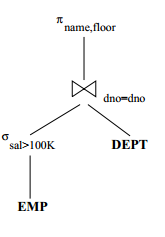 π name,floor
dno=dno
σ sal>100K
DEPT
EMP